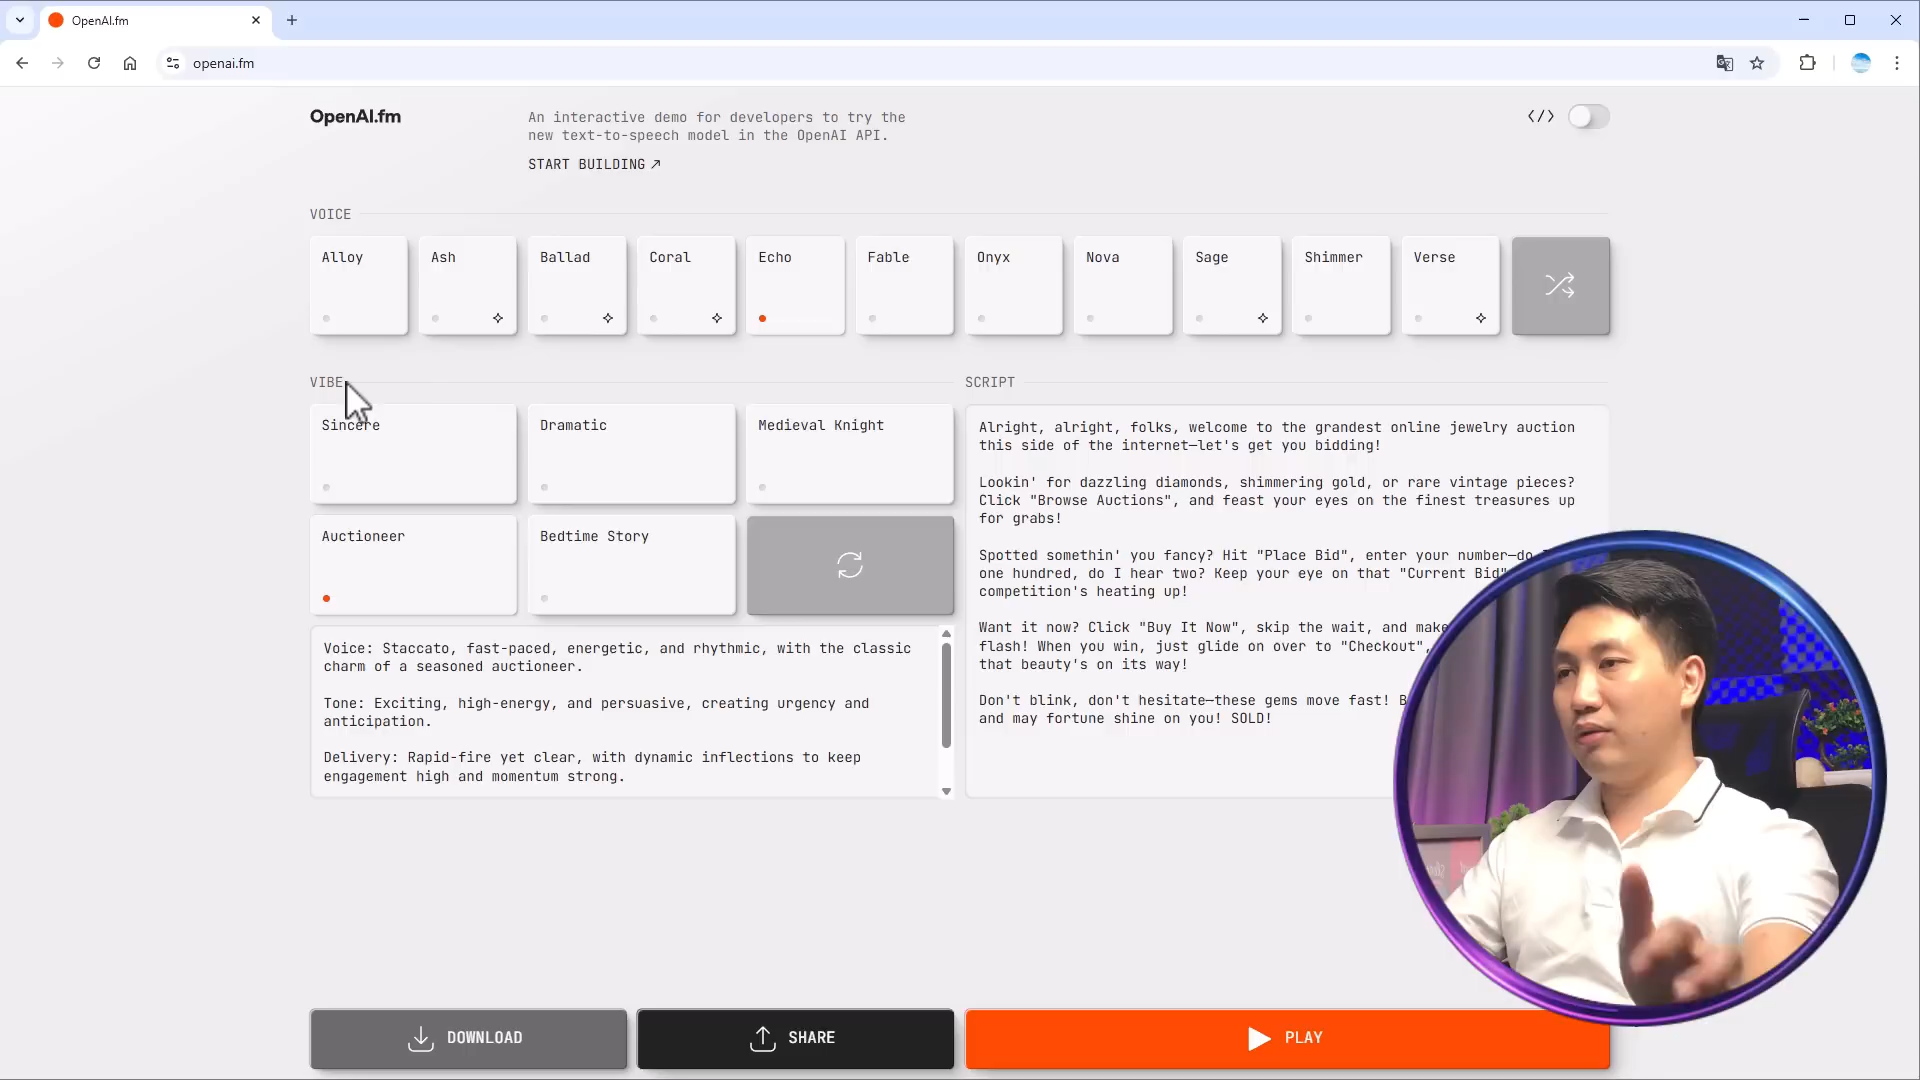 OpenAI.fm
openai.fm
OpenAI.fm
An interactive demo for developers to try the
new text-to-speech model in the OpenAI API.
START BUILDING ↗
</>
VOICE
Alloy
Ash
Ballad
Coral
Echo
Fable
Onyx
Nova
Sage
Shimmer
Verse
VIBE
Sincere
Dramatic
Medieval Knight
Auctioneer
Bedtime Story
Voice: Staccato, fast-paced, energetic, and rhythmic, with the classic
charm of a seasoned auctioneer.
Tone: Exciting, high-energy, and persuasive, creating urgency and
anticipation.
Delivery: Rapid-fire yet clear, with dynamic inflections to keep
engagement high and momentum strong.
SCRIPT
Alright, alright, folks, welcome to the grandest online jewelry auction
this side of the internet—let's get you bidding!
Lookin' for dazzling diamonds, shimmering gold, or rare vintage pieces?
Click "Browse Auctions", and feast your eyes on the finest treasures up
for grabs!
Spotted somethin' you fancy? Hit "Place Bid", enter your number—do
one hundred, do I hear two? Keep your eye on that "Current Bid"
competition's heating up!
Want it now? Click "Buy It Now", skip the wait, and make
flash! When you win, just glide on over to "Checkout",
that beauty's on its way!
Don't blink, don't hesitate—these gems move fast!
and may fortune shine on you! SOLD!
DOWNLOAD
SHARE
PLAY